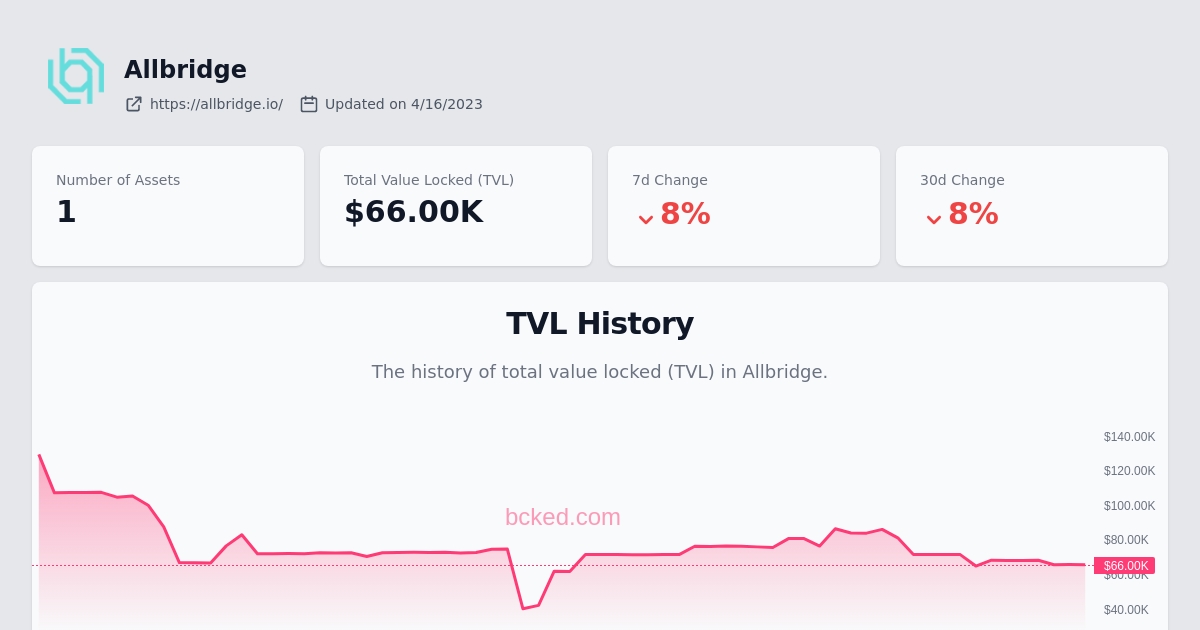 Allbridge
https://allbridge.io/ Updated on 4/16/2023
Number of Assets
1
Total Value Locked (TVL)
$66.00K
7d Change
8%
30d Change
8%
TVL History
The history of total value locked (TVL) in Allbridge.
bcked.com
$140.00K
$120.00K
$100.00K
$80.00K
$66.00K
$60.00K
$40.00K